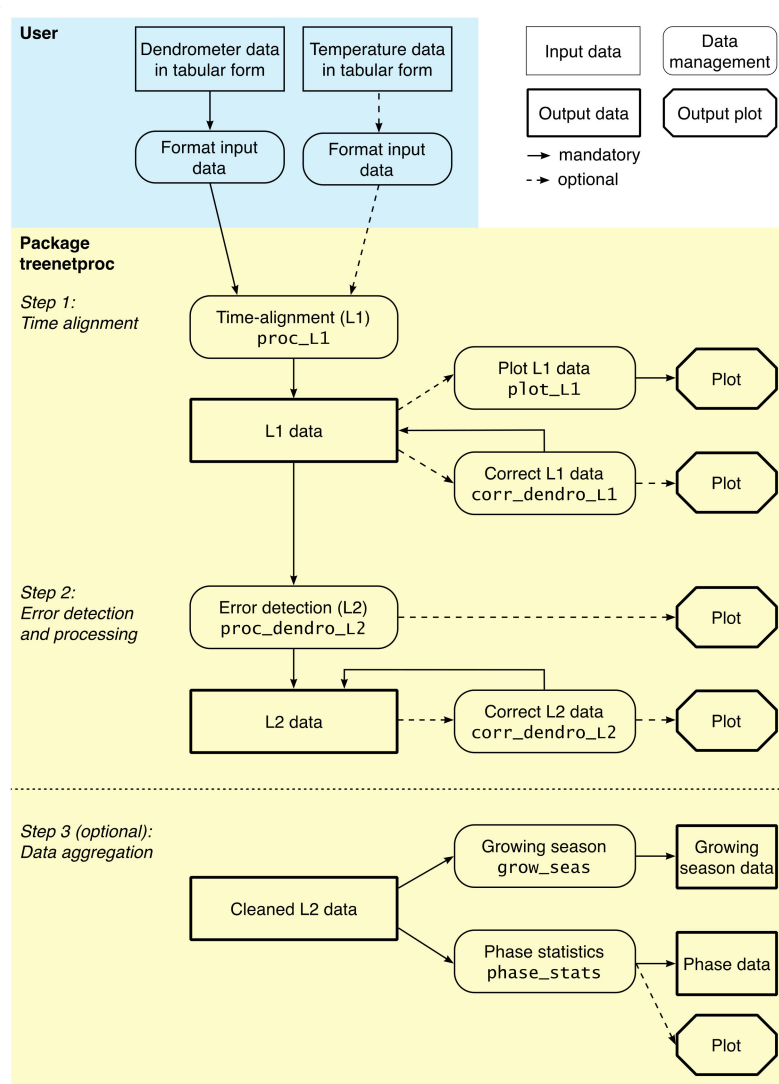 User
Dendrometer data
in tabular form
Temperature data
in tabular form
Format input
data
Format input
data
Input data
Data
management
Output data
Output plot
mandatory
optional
Package
treenetproc
Step 1:
Time alignment
Time-alignment (L1)
proc_L1
Plot L1 data
plot_L1
Plot
L1 data
Correct L1 data
corr_dendro_L1
Plot
Step 2:
Error detection
and processing
Error detection (L2)
proc_dendro_L2
Plot
L2 data
Correct L2 data
corr_dendro_L2
Plot
Step 3 (optional):
Data aggregation
Growing season
grow_seas
Growing
season data
Cleaned L2 data
Phase statistics
phase_stats
Phase data
Plot